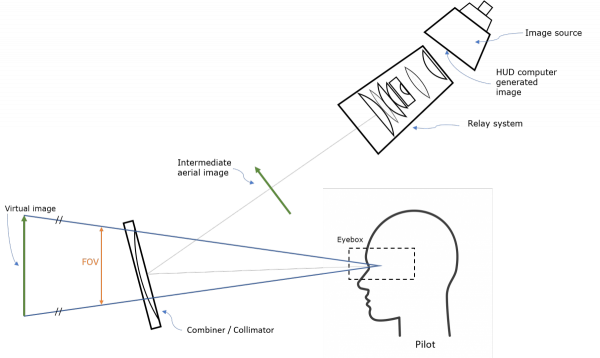 Image source
HUD computer
generated
image
Relay system
Intermediate
aerial image
Virtual image
Eyebox
FOV
Combiner / Collimator
Pilot